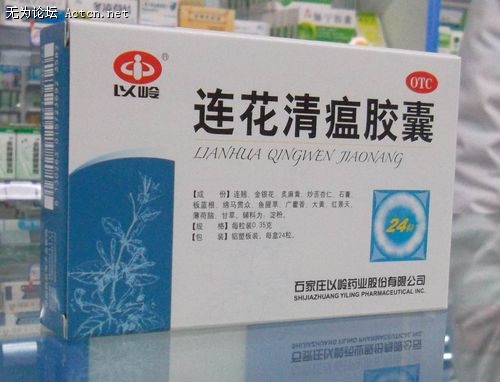 无为论坛 Actcn.net
以岭
OTC
连花清瘟胶囊
LIANHUA QINGWEN JIAONANG
【成 份】连翘、金银花、炙麻黄、炒苦杏仁、石膏、
板蓝根、绵马贯众、鱼腥草、广藿香、大黄、红景天、
薄荷脑、甘草。辅料为：淀粉。
【规 格】每粒装0.35克
【包 装】铝塑板装，每盒24粒。
24粒
石家庄以岭药业股份有限公司
SHIJIAZHUANG YILING PHARMACEUTICAL INC.